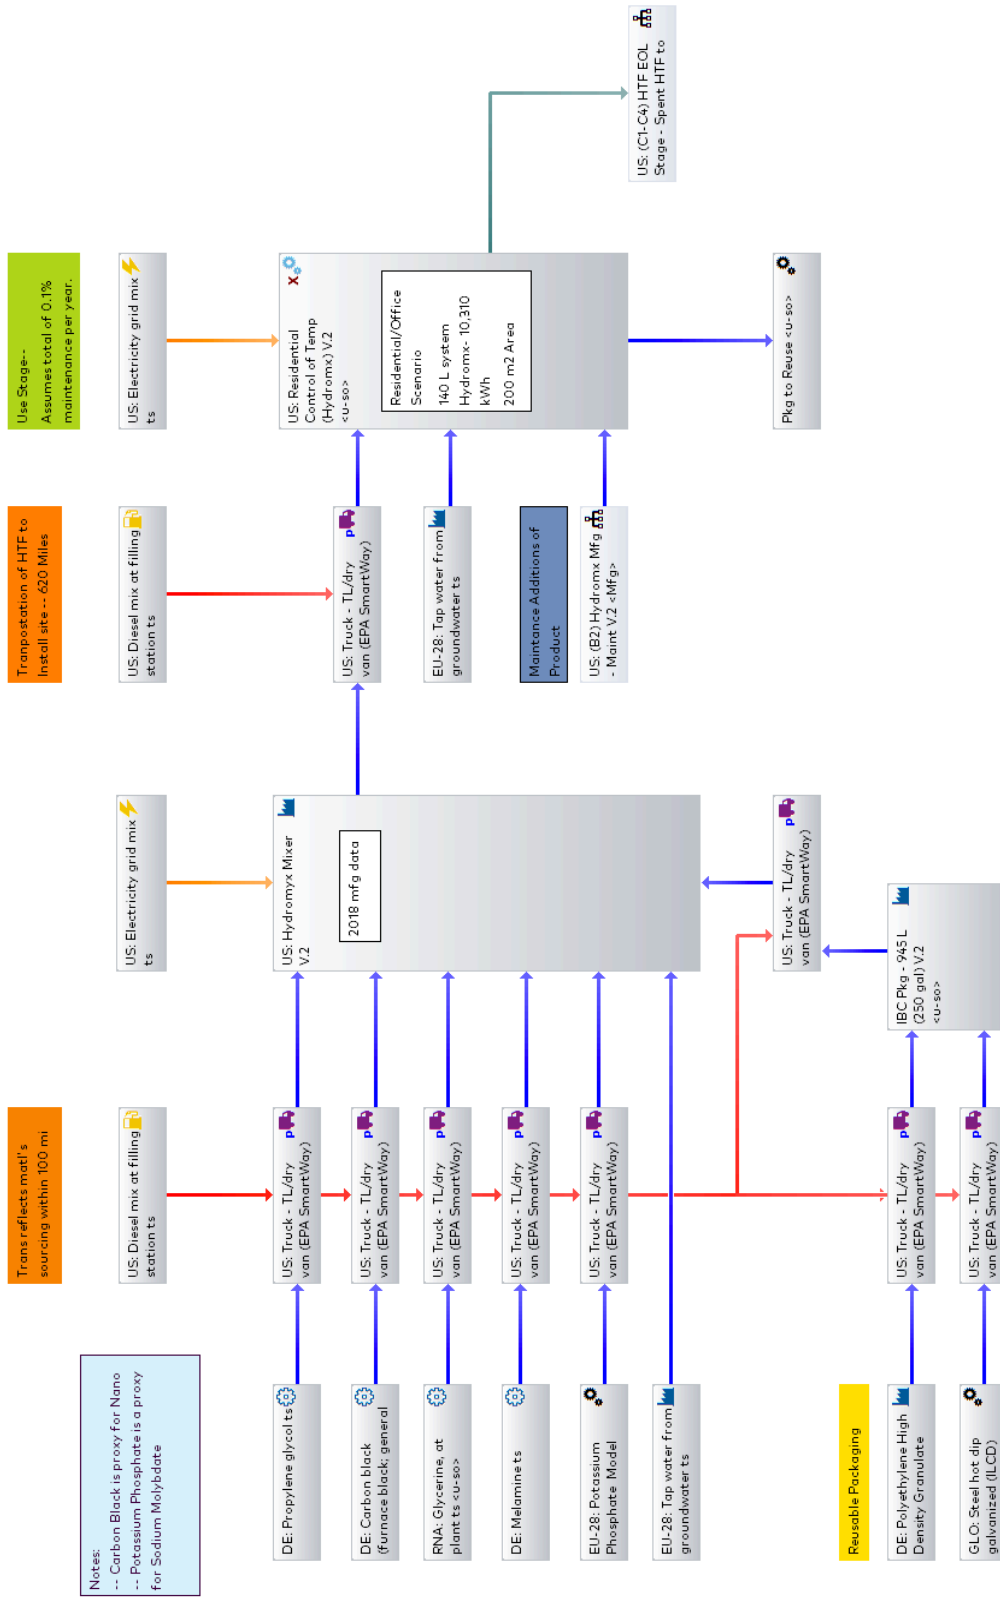 Notes:
-- Carbon Black is proxy for Nano
-- Potassium Phosphate is a proxy
for Sodium Molybdate
Trans reflects matl's
sourcing within 100 mi
Tranpostation of HTF to
Install site -- 620 Miles
Use Stage--
Assumes total of 0.1%
maintenance per year.
US: Diesel mix at filling
station ts
US: Electricity grid mix
ts
US: Diesel mix at filling
station ts
US: Electricity grid mix
ts
DE: Propylene glycol ts
US: Truck - TL/dry
van (EPA SmartWay)
p
DE: Carbon black
(furnace black; general
US: Truck - TL/dry
van (EPA SmartWay)
p
RNA: Glycerine, at
plant ts <u-so>
US: Truck - TL/dry
van (EPA SmartWay)
p
DE: Melamine ts
US: Truck - TL/dry
van (EPA SmartWay)
p
EU-28: Potassium
Phosphate Model
US: Truck - TL/dry
van (EPA SmartWay)
p
EU-28: Tap water from
groundwater ts
US: Hydromyx Mixer
V.2
2018 mfg data
US: Truck - TL/dry
van (EPA SmartWay)
p
EU-28: Tap water from
groundwater ts
Maintance Additions of
Product
US: (B2) Hydromx Mfg
- Maint V.2 <Mfg>
US: Residential
Control of Temp
(Hydromx) V.2
<u-so>
X
Residential/Office
Scenario
140 L system
Hydromx- 10,310
kWh
200 m2 Area
US: (C1-C4) HTF EOL
Stage - Spent HTF to
Pkg to Reuse <u-so>
US: Truck - TL/dry
van (EPA SmartWay)
p
Reusable Packaging
DE: Polyethylene High
Density Granulate
US: Truck - TL/dry
van (EPA SmartWay)
p
IBC Pkg - 945 L
(250 gal) V.2
<u-so>
GLO: Steel hot dip
galvanized (ILCD)
US: Truck - TL/dry
van (EPA SmartWay)
p